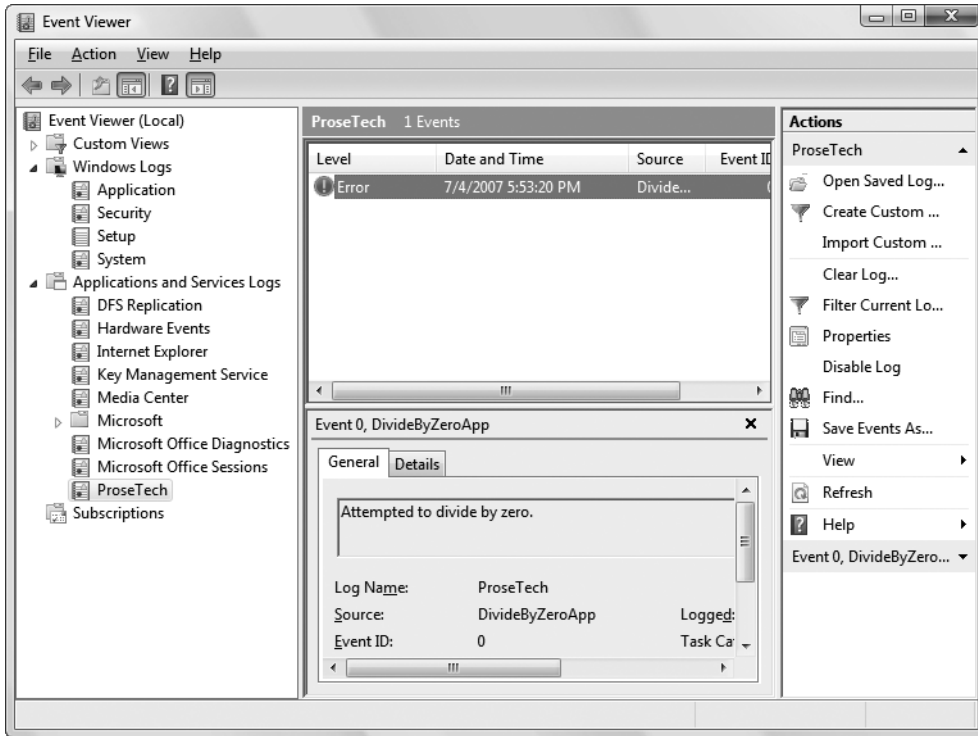 Event Viewer
File Action View Help
Event Viewer (Local)
Custom Views
Windows Logs
Application
Security
Setup
System
Applications and Services Logs
DFS Replication
Hardware Events
Internet Explorer
Key Management Service
Media Center
Microsoft
Microsoft Office Diagnostics
Microsoft Office Sessions
ProseTech
Subscriptions
ProseTech 1 Events
Level Date and Time Source Event ID
Error 7/4/2007 5:53:20 PM Divide...
Event 0, DivideByZeroApp
General Details
Attempted to divide by zero.
Log Name: ProseTech
Source: DivideByZeroApp Logged:
Event ID: 0 Task Ca
Actions
ProseTech
Open Saved Log...
Create Custom ...
Import Custom ...
Clear Log...
Filter Current Lo...
Properties
Disable Log
Find...
Save Events As...
View
Refresh
Help
Event 0, DivideByZero...